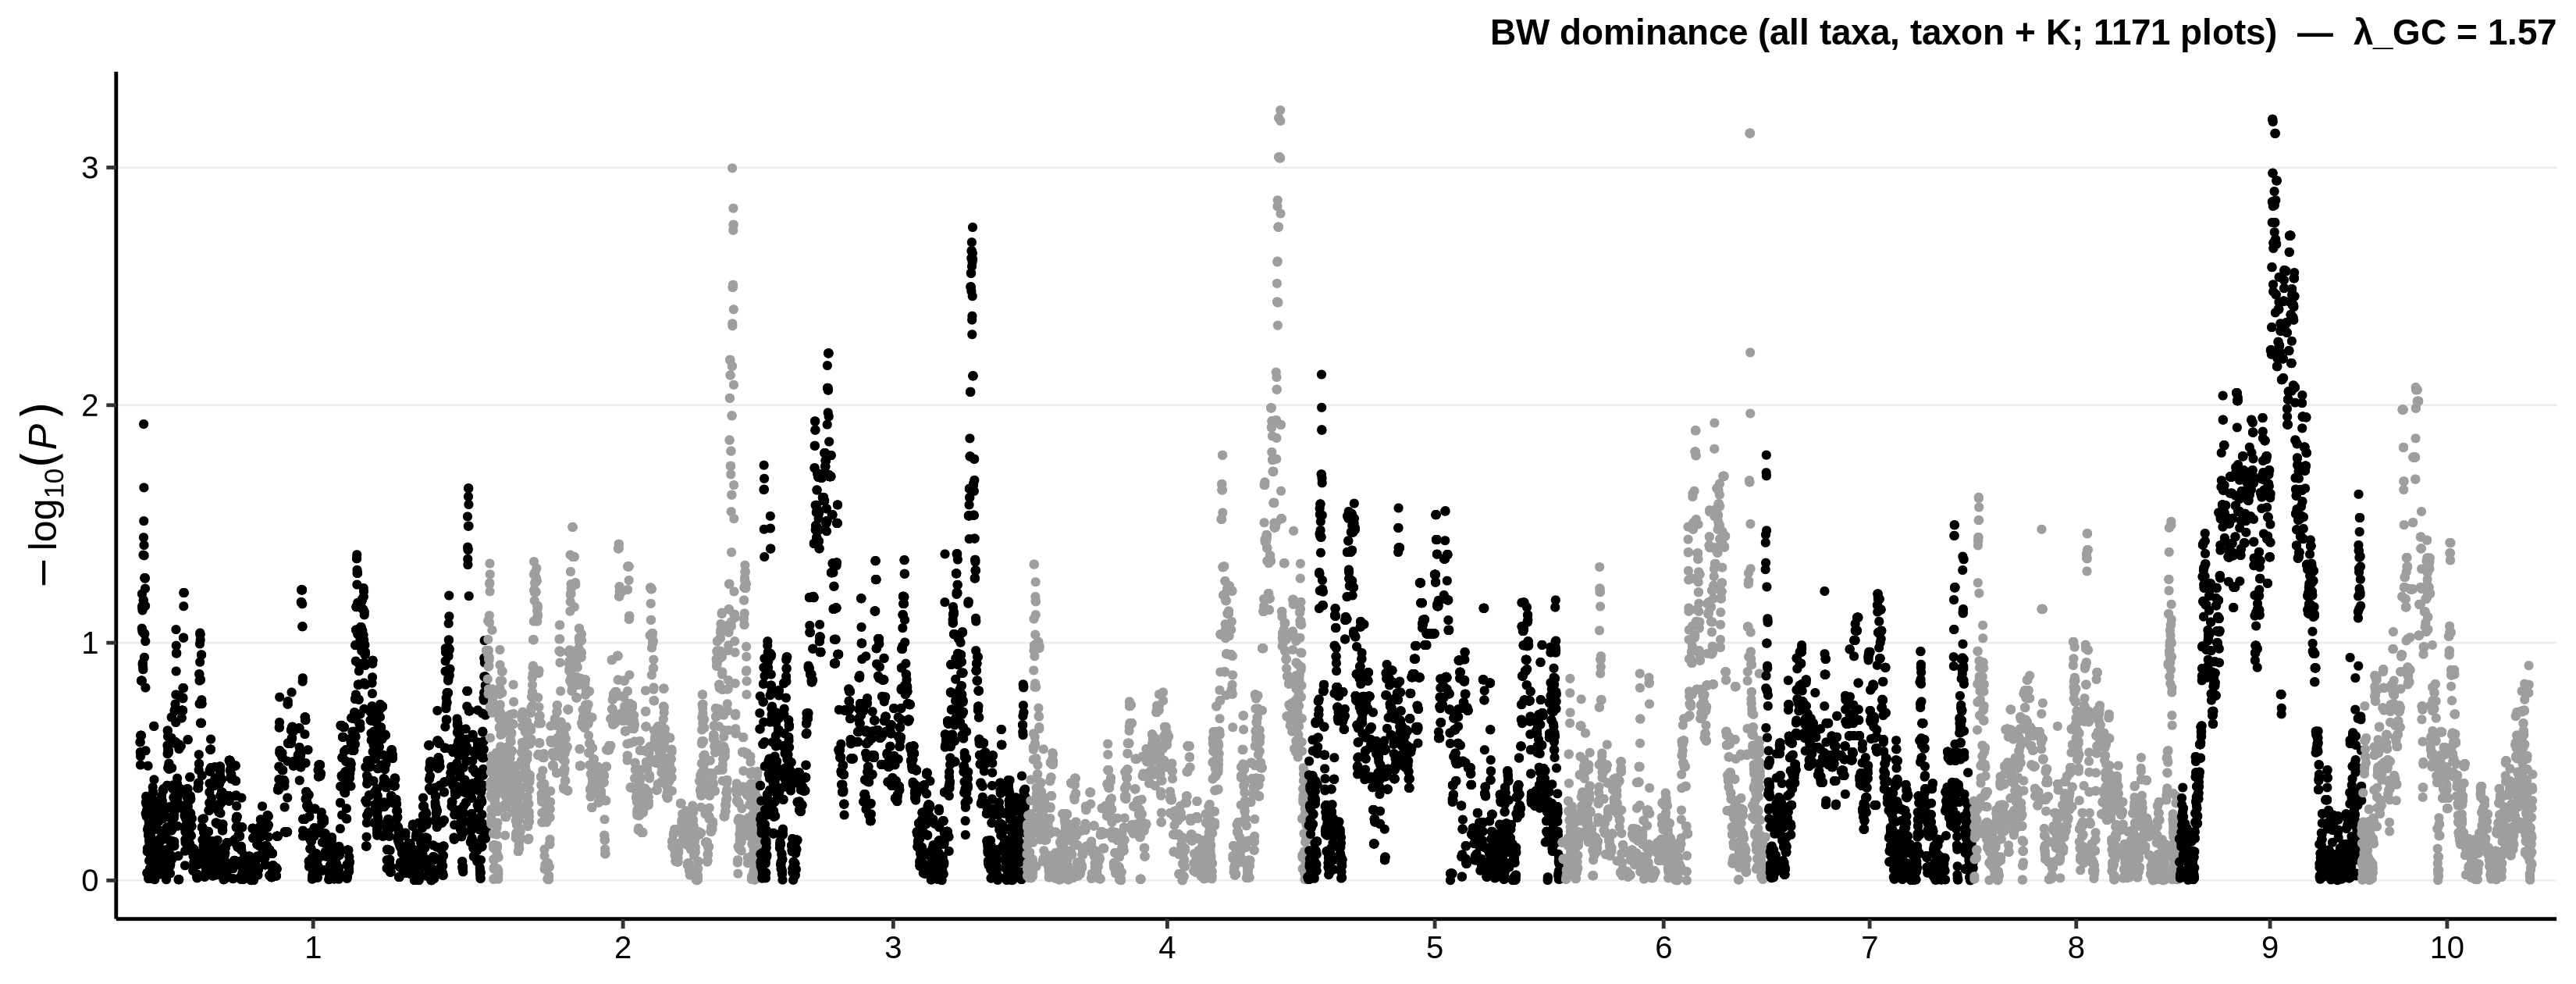 BW dominance (all taxa, taxon + K; 1171 plots) — λ_GC = 1.57
− log₁₀(P)
3
2
1
0
1 2 3 4 5 6 7 8 9 10